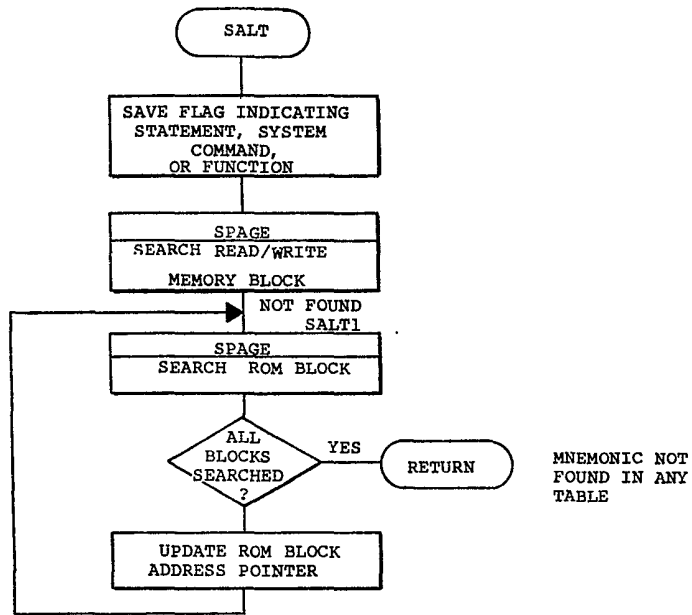 SALT
SAVE FLAG INDICATING
STATEMENT, SYSTEM
COMMAND,
OR FUNCTION
SPAGE
SEARCH READ/WRITE
MEMORY BLOCK
NOT FOUND
SALT1
SPAGE
SEARCH ROM BLOCK
ALL
BLOCKS
SEARCHED
?
YES
RETURN
MNEMONIC NOT
FOUND IN ANY
TABLE
UPDATE ROM BLOCK
ADDRESS POINTER